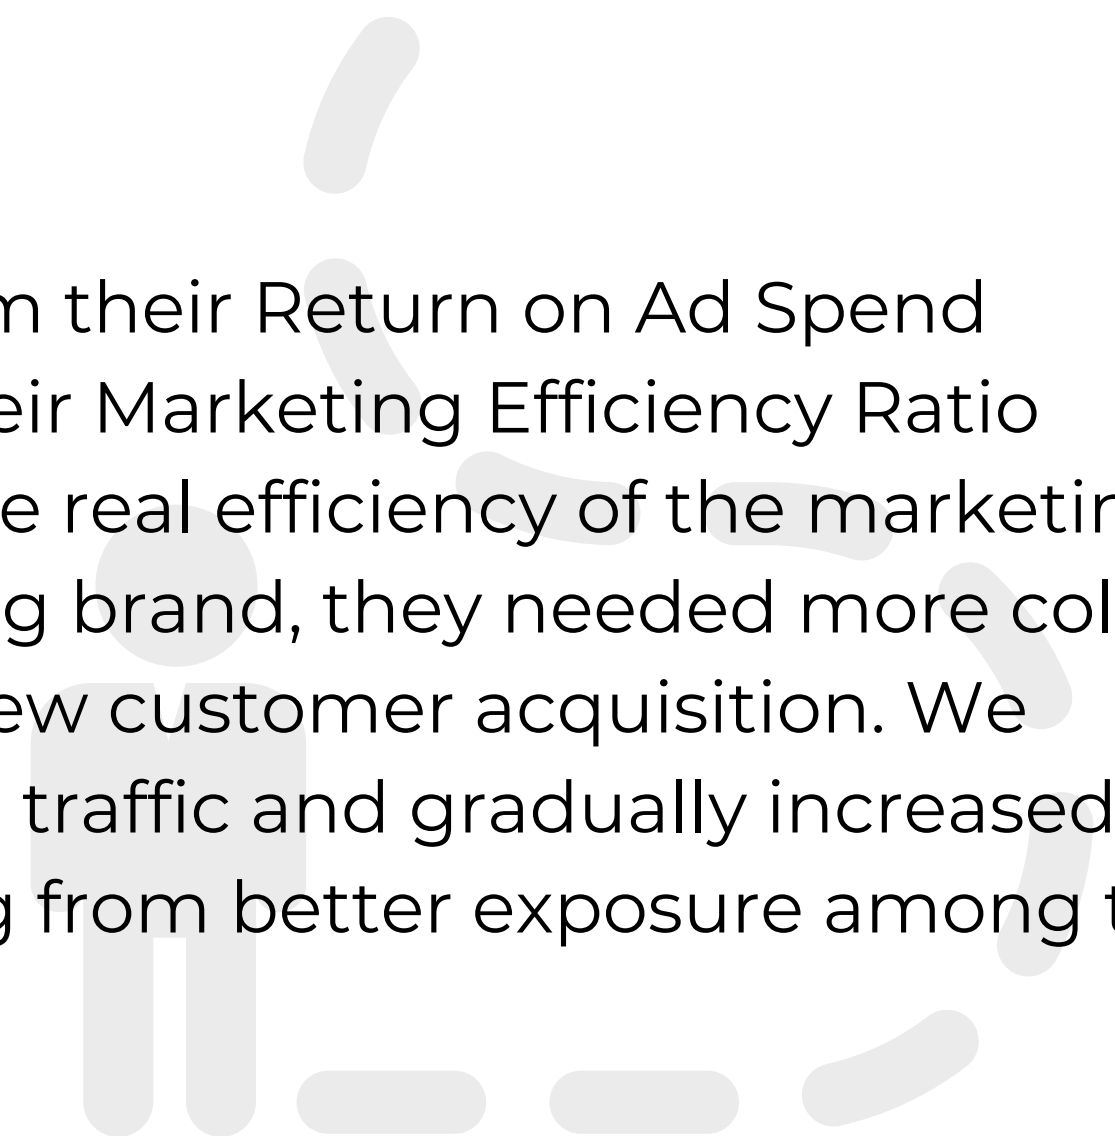 m their Return on Ad Spend
eir Marketing Efficiency Ratio
e real efficiency of the marketin
g brand, they needed more col
ew customer acquisition. We
traffic and gradually increased
g from better exposure among t